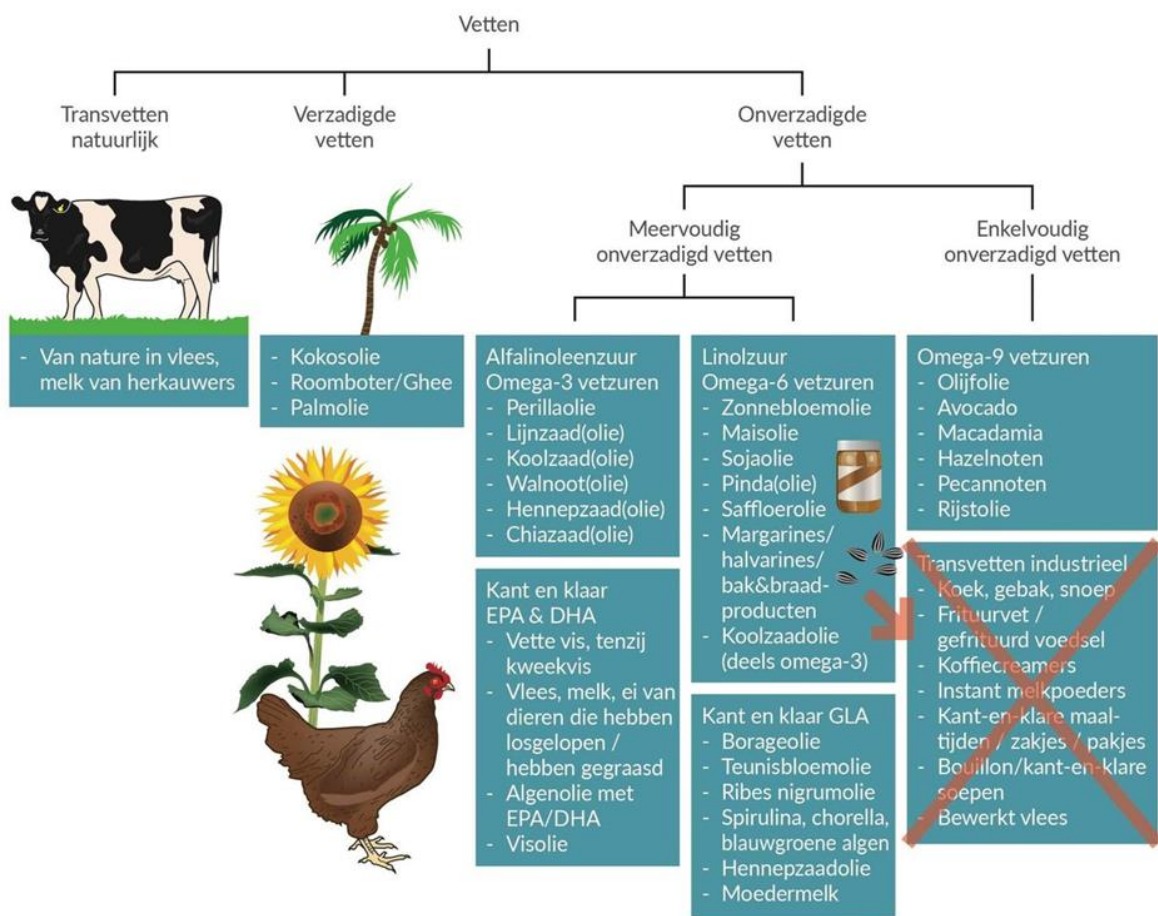 Vetten
Transvetten
natuurlijk
Verzadigde
vetten
Onverzadigde
vetten
Meervoudig
onverzadigd vetten
Enkelvoudig
onverzadigd vetten
- Van nature in vlees,
melk van herkauwers
- Kokosolie
- Roomboter/Ghee
- Palmolie
Alfalinoleenzuur
Omega-3 vetzuren
- Perillaolie
- Lijnzaad(olie)
- Koolzaad(olie)
- Walnoot(olie)
- Hennepzaad(olie)
- Chiazaad(olie)
Kant en klaar
EPA & DHA
- Vette vis, tenzij
kweekvis
- Vlees, melk, ei van
dieren die hebben
losgelopen /
hebben gegraasd
- Algenolie met
EPA/DHA
- Visolie
Linolzuur
Omega-6 vetzuren
- Zonnebloemolie
- Maisolie
- Sojaolie
- Pinda(olie)
- Saffloerolie
- Margarines/
halvarines/
bak&braad-
producten
- Koolzaadolie
(deels omega-3)
Kant en klaar GLA
- Borageolie
- Teunisbloemolie
- Ribes nigrumolie
- Spirulina, chorella,
blauwgroene algen
- Hennepzaadolie
- Moedermelk
Omega-9 vetzuren
- Olijfolie
- Avocado
- Macadamia
- Hazelnoten
- Pecannoten
- Rijstolie
Transvetten industrieel
- Koek, gebak, snoep
- Frituurvet /
gefrituurd voedsel
- Koffiecreamers
- Instant melkpoeders
- Kant-en-klare maal-
tijden / zakjes / pakjes
- Bouillon/kant-en-klare
soepen
- Bewerkt vlees